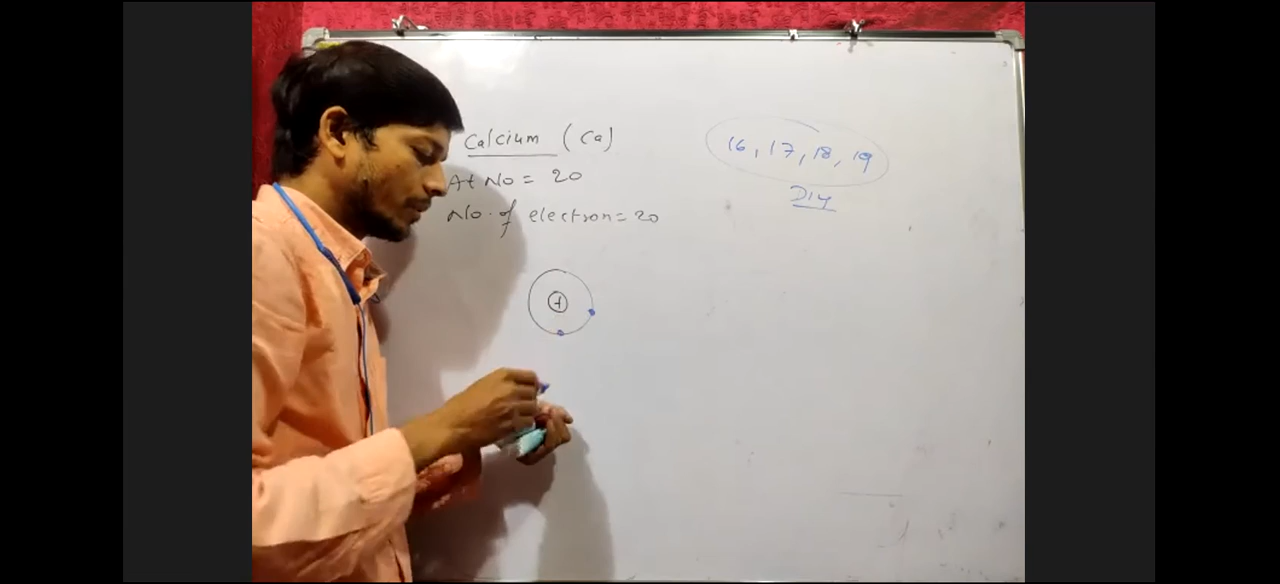 Calcium (Ca)
At No = 20
No. of electron = 20
+
16, 17, 18, 19
DIY